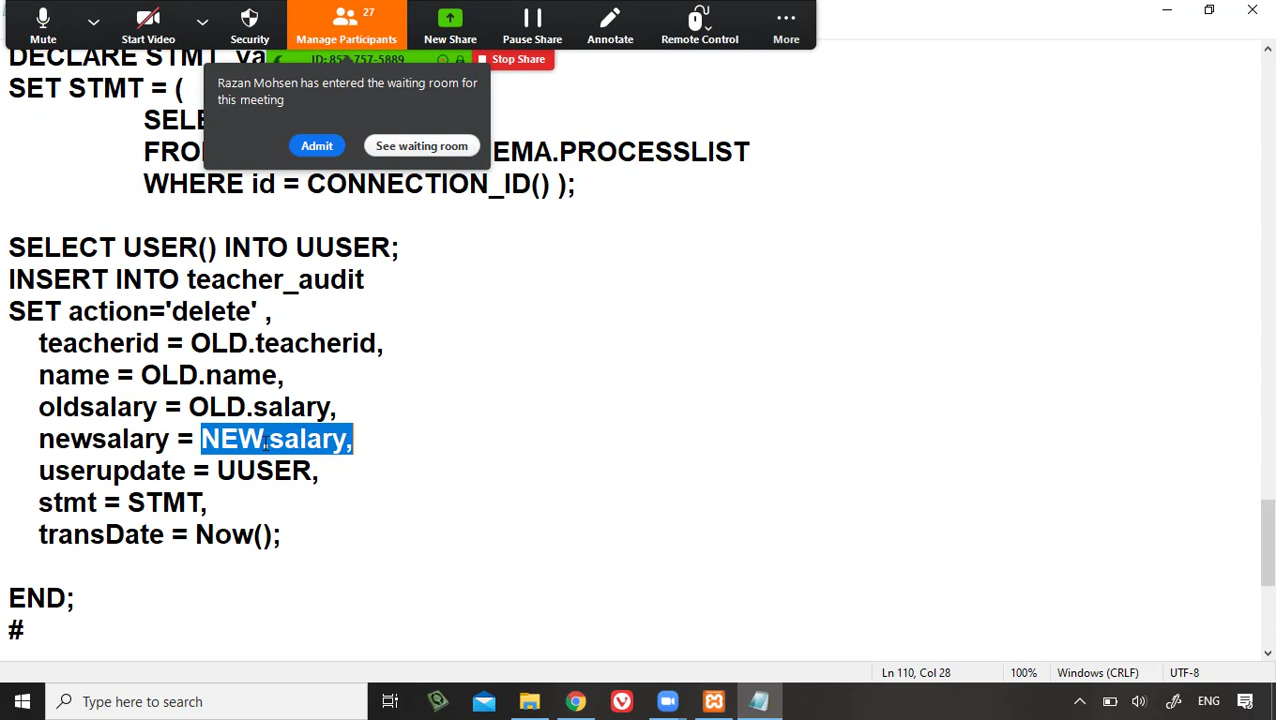 27
Mute
Start Video
Security
Manage Participants
New Share
Pause Share
Annotate
Remote Control
More
DECLARE STMT
Stop Share
SET STMT = (
Razan Mohsen has entered the waiting room for
this meeting
Admit
See waiting room
EMA.PROCESSLIST
WHERE id = CONNECTION_ID() );
SELECT USER() INTO UUSER;
INSERT INTO teacher_audit
SET action='delete' ,
teacherid = OLD.teacherid,
name = OLD.name,
oldsalary = OLD.salary,
newsalary = NEW.salary,
userupdate = UUSER,
stmt = STMT,
transDate = Now();
END;
#
Ln 110, Col 28
100%
Windows (CRLF)
UTF-8
Type here to search
ENG